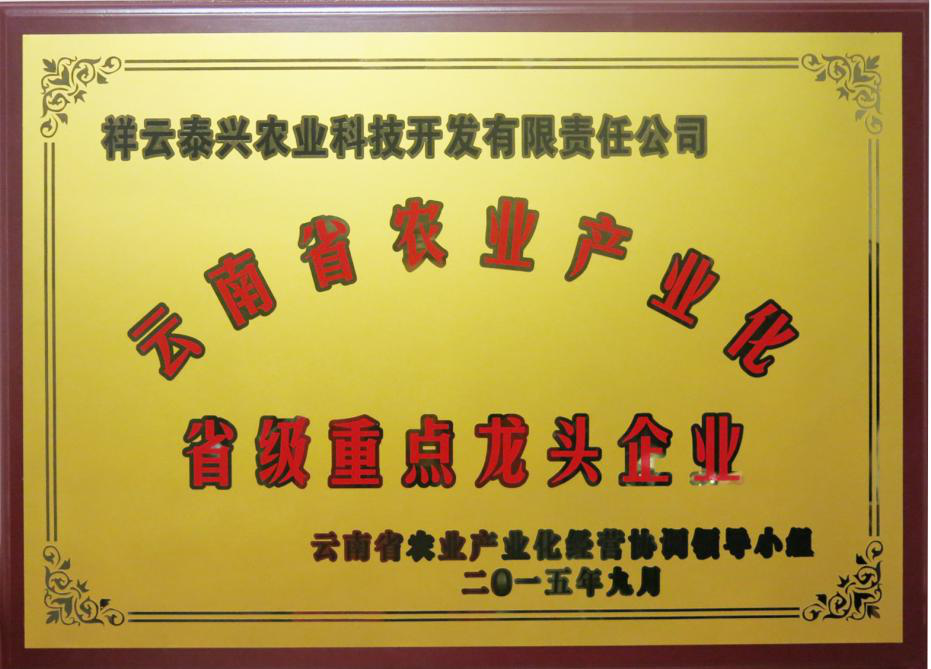 祥云泰兴农业科技开发有限责任公司
云南省农业产业化
省级重点龙头企业
云南省农业产业化经营协调领导小组
二〇一五年九月